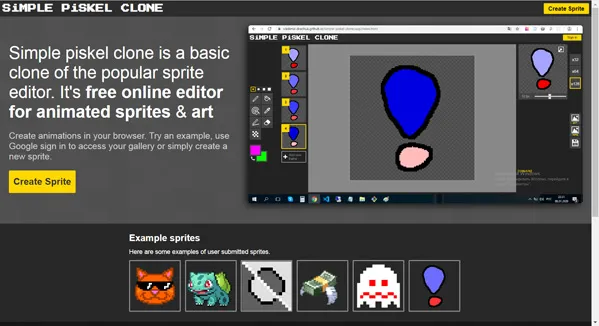 SiMPLE PiSKEL CLONE
Create Sprite
Simple piskel clone is a basic
clone of the popular sprite
editor. It's free online editor
for animated sprites & art
Create animations in your browser. Try an example, use
Google sign in to access your gallery or simply create a
new sprite.
Create Sprite
SiMPLE PiSKEL CLONE
Example sprites
Here are some examples of user submitted sprites.